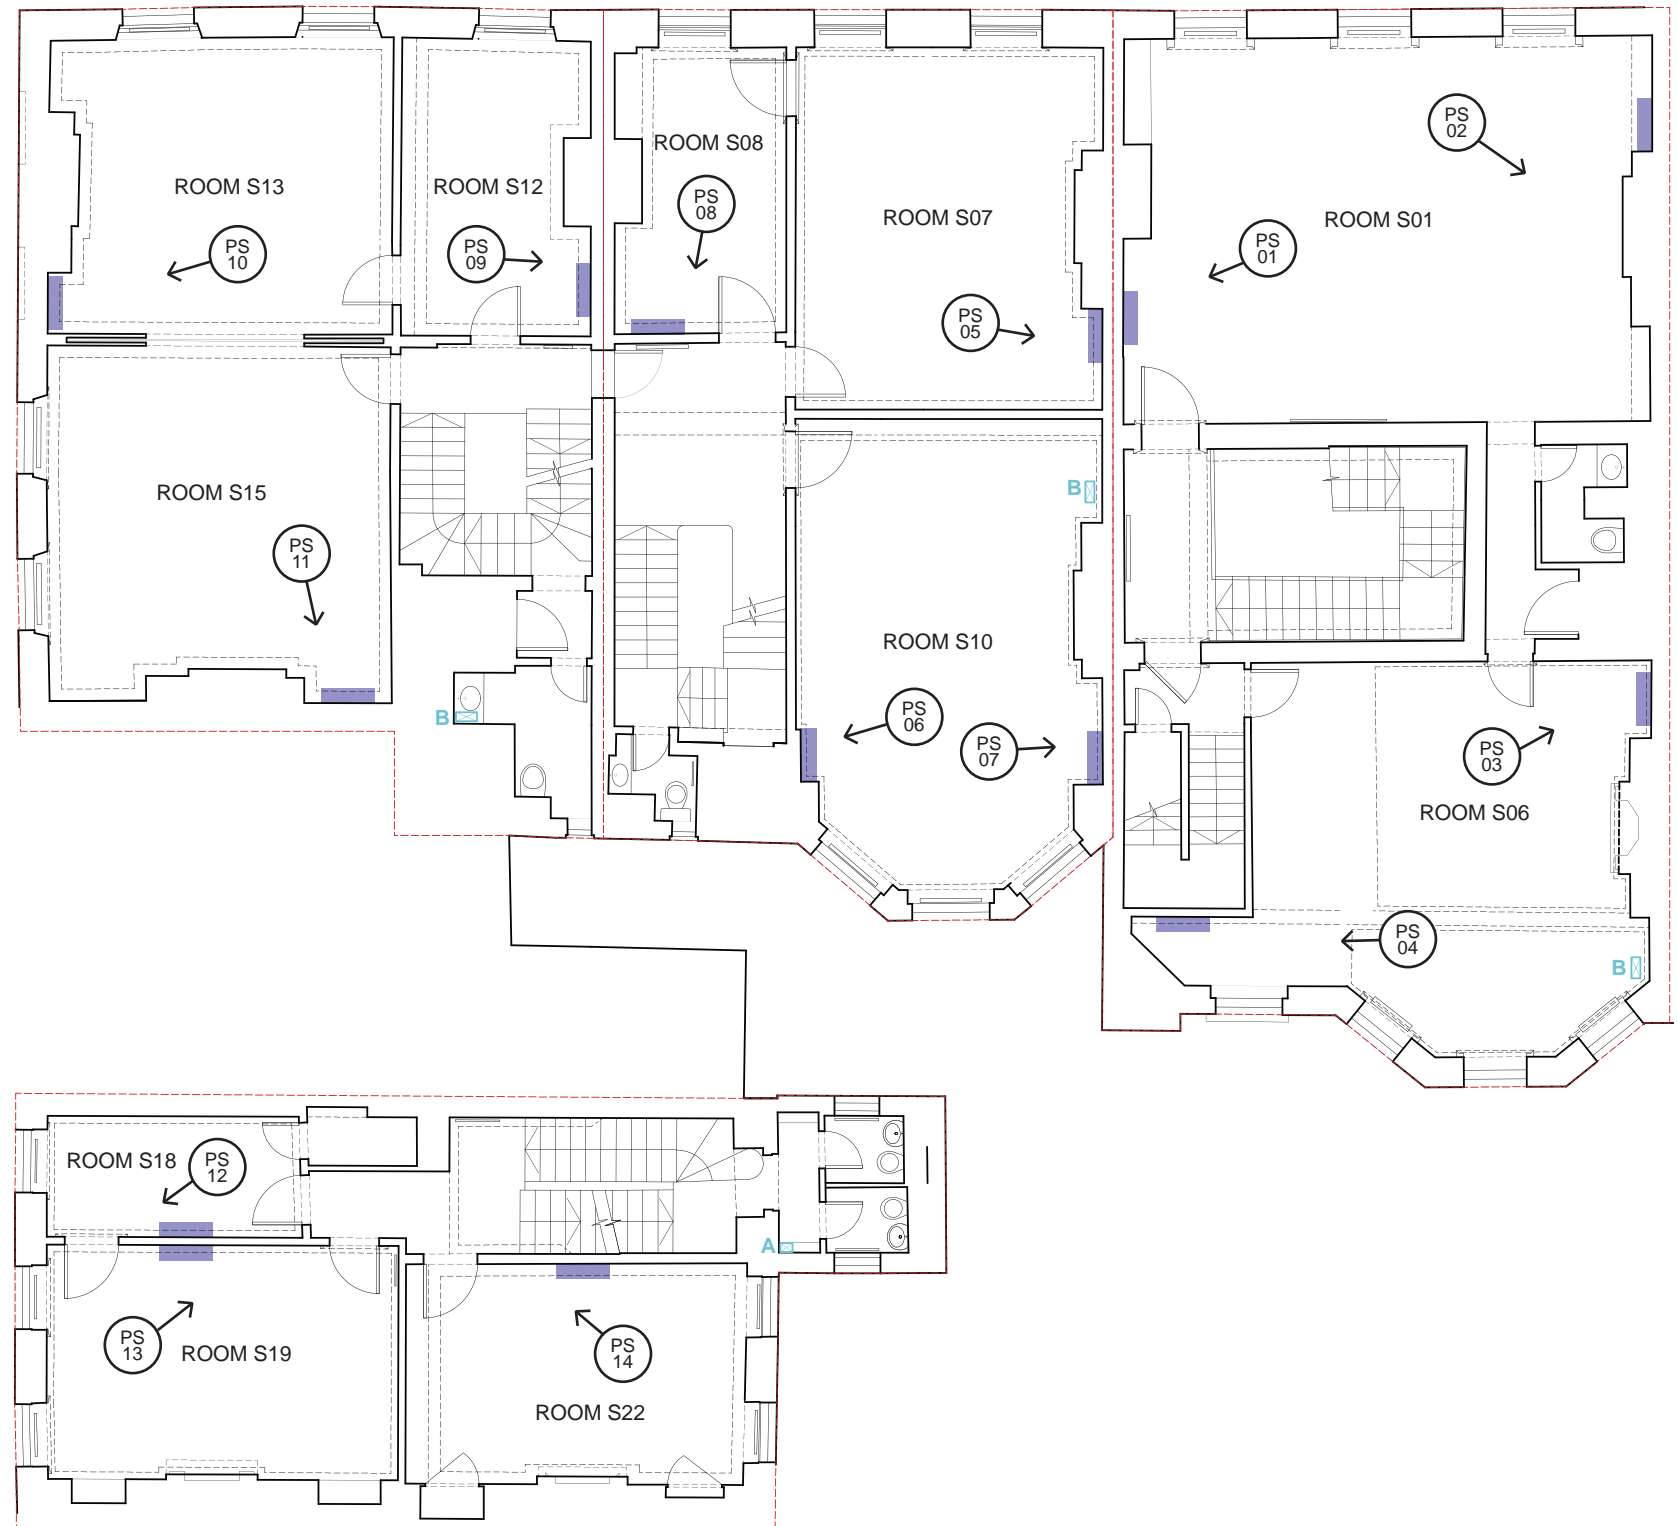 PS
02
ROOM S08
ROOM S13
ROOM S12
PS
08
ROOM S07
ROOM S01
PS
10
PS
09
PS
01
PS
05
B
ROOM S15
PS
11
ROOM S10
B
PS
06
PS
07
PS
03
ROOM S06
PS
04
B
ROOM S18
PS
12
A
PS
13
ROOM S19
PS
14
ROOM S22